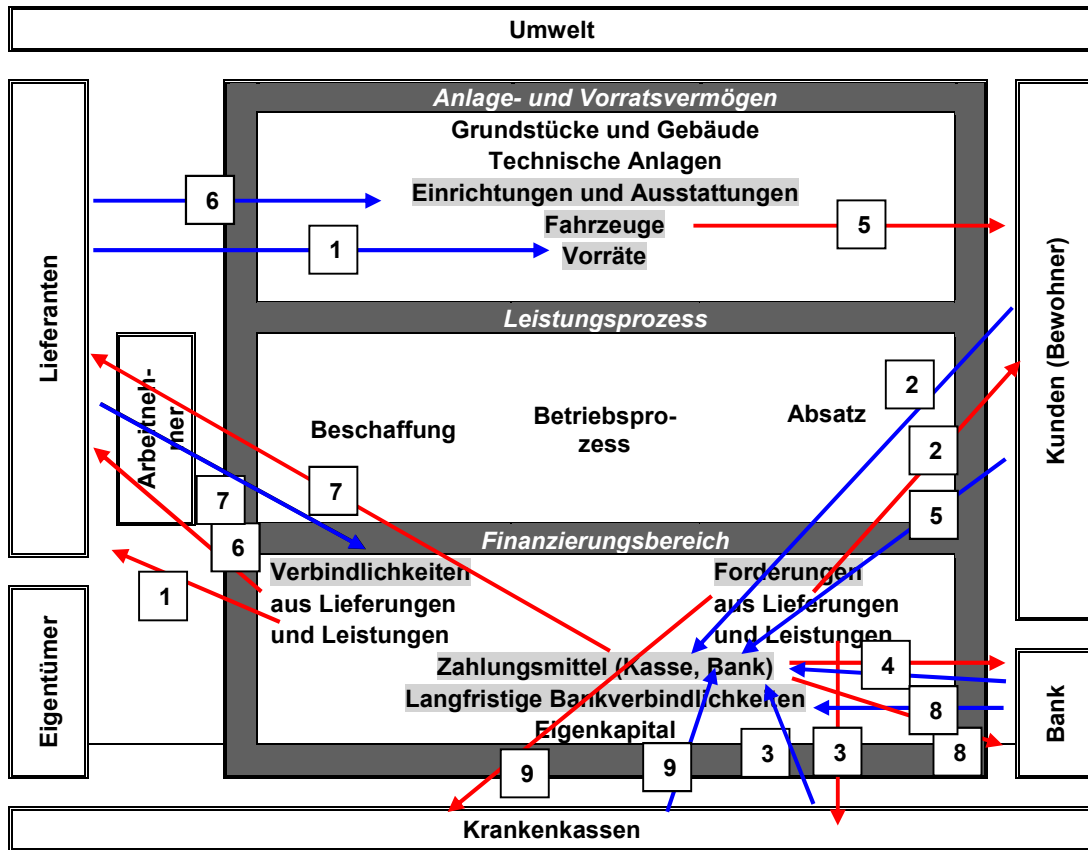 Umwelt
Anlage- und Vorratsvermögen
Grundstücke und Gebäude
Technische Anlagen
Einrichtungen und Ausstattungen
6
Fahrzeuge
5
1
Vorräte
Lieferanten
Kunden (Bewohner)
Leistungsprozess
Arbeitneh-
mer
2
Beschaffung
Betriebspro-
zess
Absatz
2
7
7
5
6
Finanzierungsbereich
Verbindlichkeiten
aus Lieferungen
und Leistungen
Forderungen
aus Lieferungen
und Leistungen
1
Zahlungsmittel (Kasse, Bank)
4
Langfristige Bankverbindlichkeiten
8
Eigenkapital
Eigentümer
Bank
9
9
3
3
8
Krankenkassen